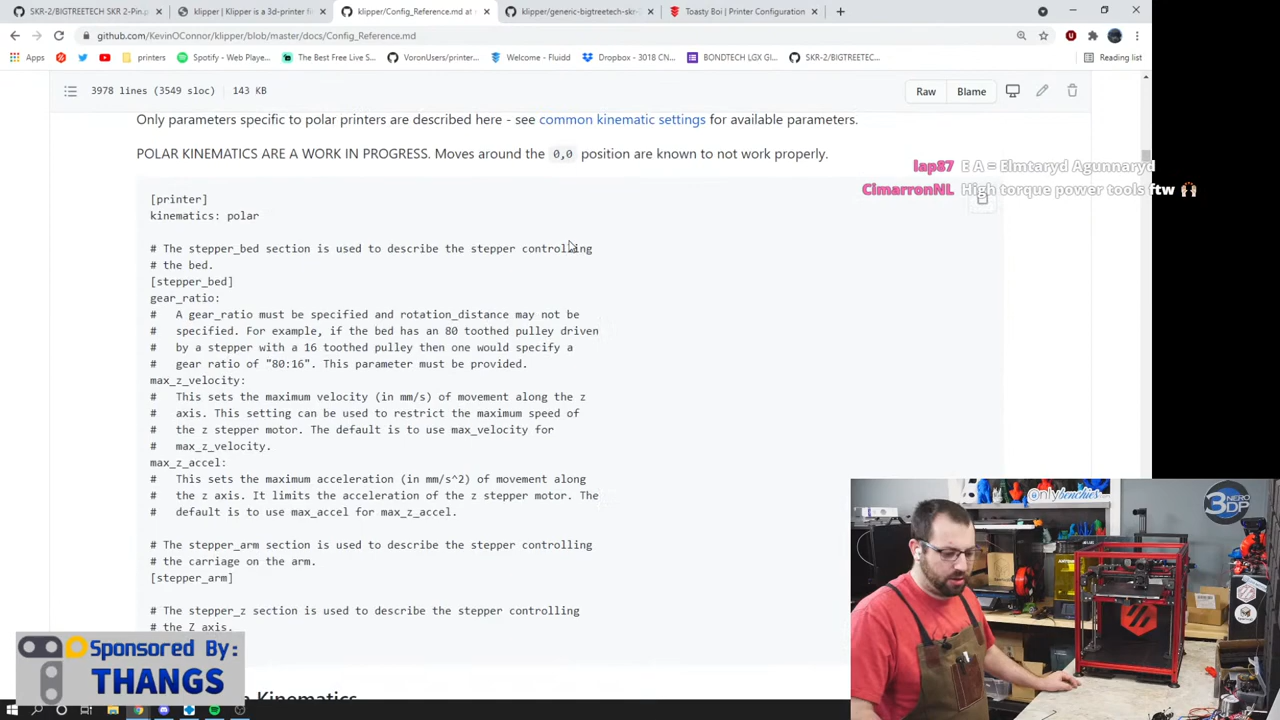 SKR-2/BIGTREETECH SKR 2-Pin.p
klipper | Klipper is a 3d-printer fi
klipper/Config_Reference.md at
klipper/generic-bigtreetech-skr-
Toasty Boi | Printer Configuration
github.com/KevinOConnor/klipper/blob/master/docs/Config_Reference.md
Apps
printers
Spotify - Web Playe...
The Best Free Live S...
VoronUsers/printer...
Welcome - Fluidd
Dropbox - 3018 CN...
BONDTECH LGX GI...
SKR-2/BIGTREETEC...
Reading list
3978 lines (3549 sloc)
143 KB
Raw
Blame
Only parameters specific to polar printers are described here - see common kinematic settings for available parameters.
POLAR KINEMATICS ARE A WORK IN PROGRESS. Moves around the 0,0 position are known to not work properly.
lap87 E A = Elmtaryd Agunnaryd
CimarronNL High torque power tools ftw
[printer]
kinematics: polar
# The stepper_bed section is used to describe the stepper controlling
# the bed.
[stepper_bed]
gear_ratio:
# A gear_ratio must be specified and rotation_distance may not be
# specified. For example, if the bed has an 80 toothed pulley driven
# by a stepper with a 16 toothed pulley then one would specify a
# gear ratio of "80:16". This parameter must be provided.
max_z_velocity:
# This sets the maximum velocity (in mm/s) of movement along the z
# axis. This setting can be used to restrict the maximum speed of
# the z stepper motor. The default is to use max_velocity for
# max_z_velocity.
max_z_accel:
# This sets the maximum acceleration (in mm/s^2) of movement along
# the z axis. It limits the acceleration of the z stepper motor. The
# default is to use max_accel for max_z_accel.
# The stepper_arm section is used to describe the stepper controlling
# the carriage on the arm.
[stepper_arm]
# The stepper_z section is used to describe the stepper controlling
# the Z axis.
Kinematics
Sponsored By:
THANGS
onlybenchies
3DP
NERO